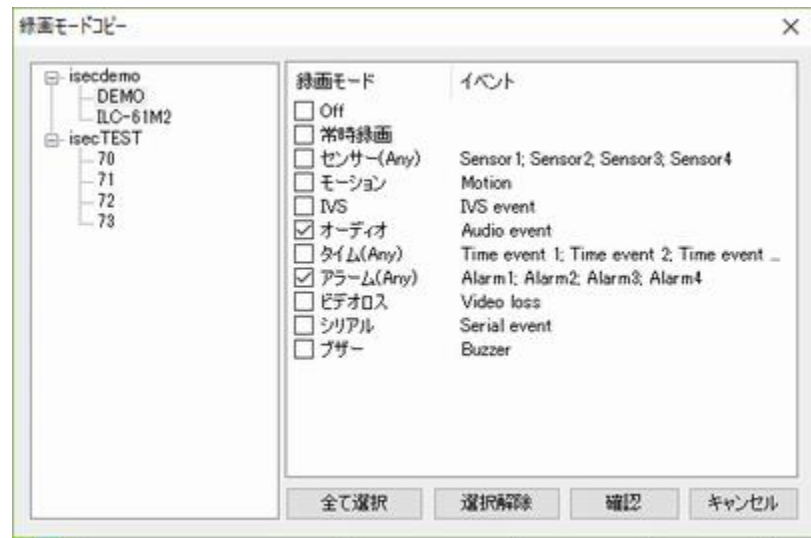 録画モードコピー
isecdemo
DEMO
ILC-61M2
isecTEST
70
71
72
73
録画モード イベント
Off
常時録画
センサー(Any) Sensor1; Sensor2; Sensor3; Sensor4
モーション Motion
IVS IVS event
オーディオ Audio event
タイム(Any) Time event 1; Time event 2; Time event ...
アラーム(Any) Alarm1; Alarm2; Alarm3; Alarm4
ビデオロス Video loss
シリアル Serial event
ブザー Buzzer
全て選択 選択解除 確認 キャンセル